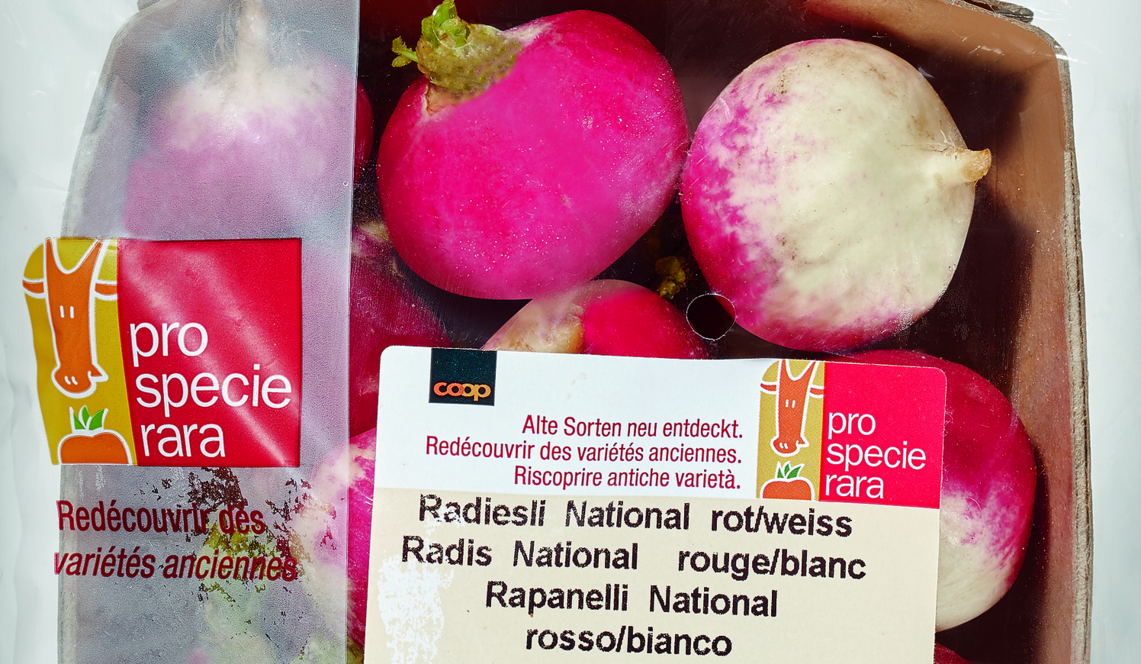 pro
specie
rara
Redécouvrir des
variétés anciennes
coop
Alte Sorten neu entdeckt.
Redécouvrir des variétés anciennes.
Riscoprire antiche varietà.
pro
specie
rara
Radiesli National rot/weiss
Radis National rouge/blanc
Rapanelli National
rosso/bianco